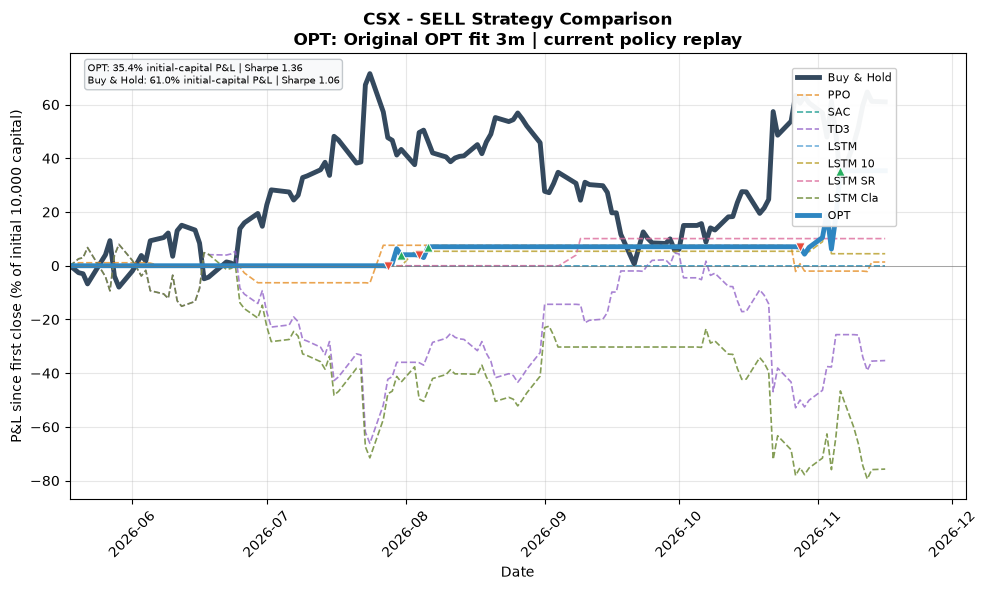 CSX - SELL Strategy Comparison
OPT: Original OPT fit 3m | current policy replay
OPT: 35.4% initial-capital P&L | Sharpe 1.36
Buy & Hold: 61.0% initial-capital P&L | Sharpe 1.06
Buy & Hold
PPO
SAC
TD3
LSTM
LSTM 10
LSTM SR
LSTM Cla
OPT
P&L since first close (% of initial 10,000 capital)
60
40
20
0
−20
−40
−60
−80
2026-06
2026-07
2026-08
2026-09
2026-10
2026-11
2026-12
Date